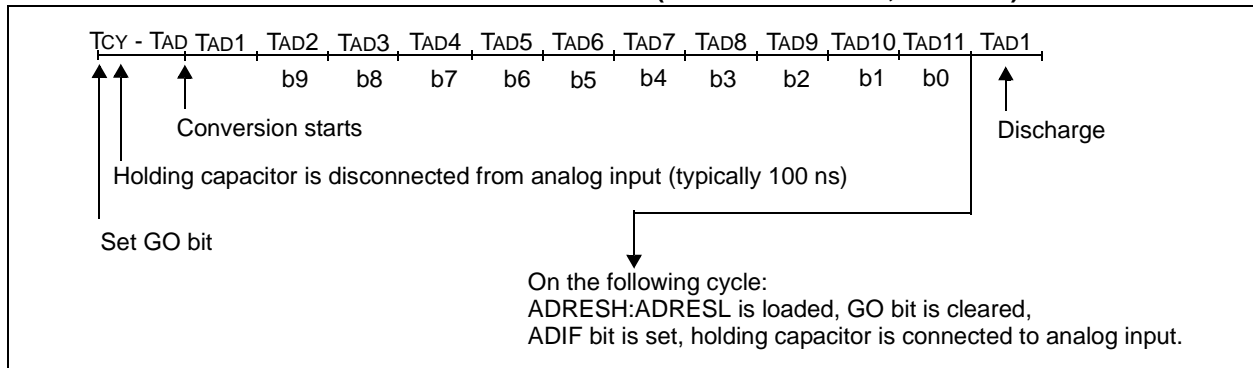 TCY - TAD TAD1 TAD2 TAD3 TAD4 TAD5 TAD6 TAD7 TAD8 TAD9 TAD10 TAD11 TAD1
b9 b8 b7 b6 b5 b4 b3 b2 b1 b0
Conversion starts
Discharge
Holding capacitor is disconnected from analog input (typically 100 ns)
Set GO bit
On the following cycle:
ADRESH:ADRESL is loaded, GO bit is cleared,
ADIF bit is set, holding capacitor is connected to analog input.